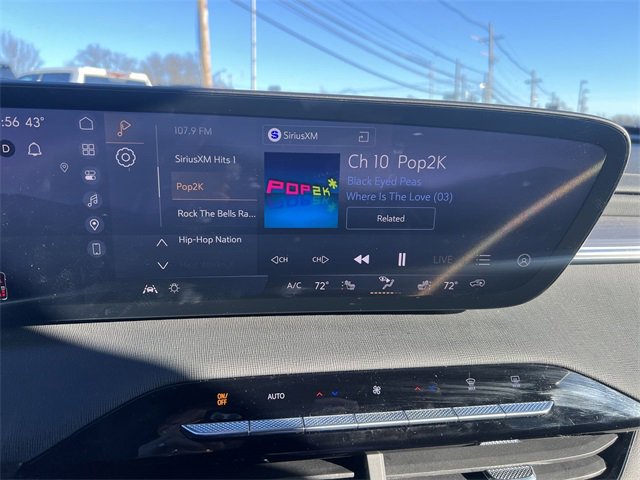 :56 43°
D
107.9 FM
SiriusXM Hits 1
Pop2K
Rock The Bells Ra...
Hip-Hop Nation
SiriusXM
POP2K*
Ch 10 Pop2K
Black Eyed Peas
Where Is The Love (03)
Related
CH
CH
LIVE
A/C 72° 72°
ON/
OFF
AUTO